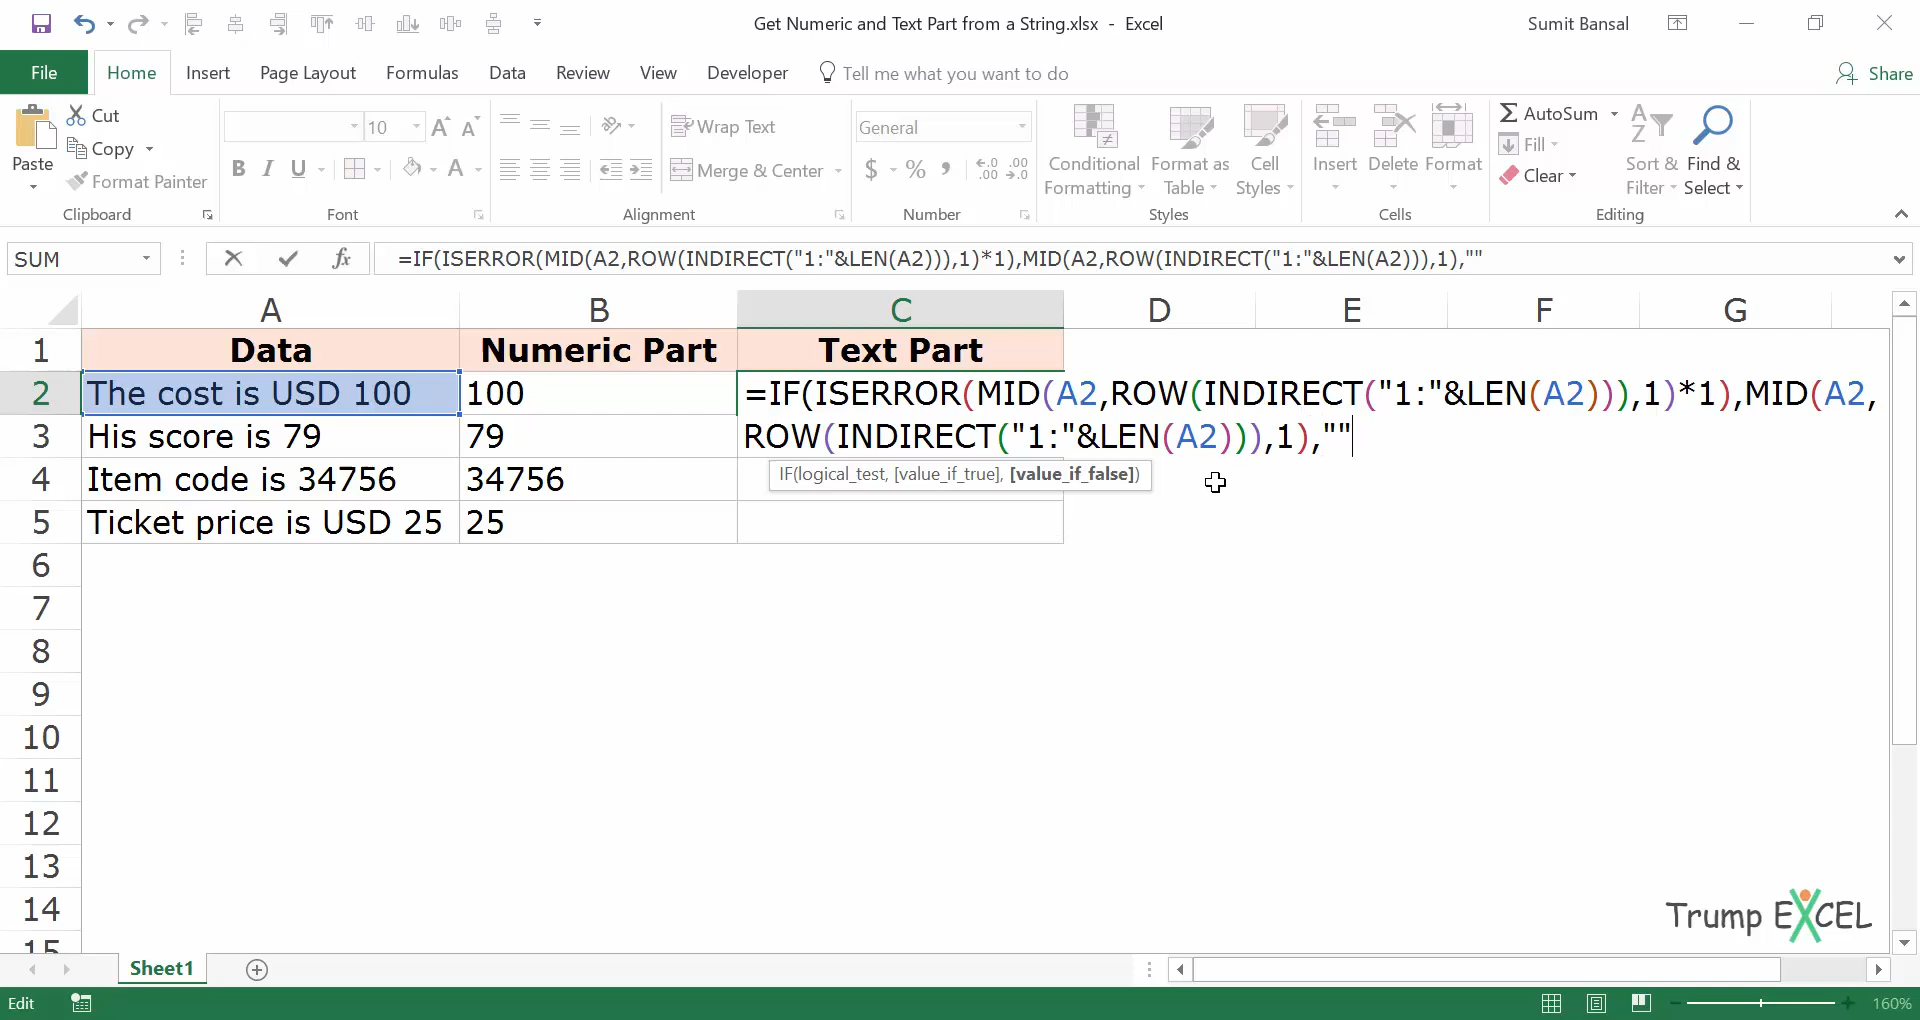 Get Numeric and Text Part from a String.xlsx - Excel
Sumit Bansal
File Home Insert Page Layout Formulas Data Review View Developer Tell me what you want to do Share
Paste
Cut
Copy
Format Painter
Clipboard
10 A A
B I U A
Font
Wrap Text
Merge & Center
Alignment
General
$ % , ←.0 .00 .00 →.0
Number
Conditional Formatting
Format as Table
Cell Styles
Styles
Insert Delete Format
Cells
AutoSum
Fill
Clear
Sort & Filter
Find & Select
Editing
SUM fx =IF(ISERROR(MID(A2,ROW(INDIRECT("1:"&LEN(A2))),1)*1),MID(A2,ROW(INDIRECT("1:"&LEN(A2))),1),""
A B C D E F G
1 Data Numeric Part Text Part
2 The cost is USD 100 100 =IF(ISERROR(MID(A2,ROW(INDIRECT("1:"&LEN(A2))),1)*1),MID(A2,
3 His score is 79 79 ROW(INDIRECT("1:"&LEN(A2))),1),""
4 Item code is 34756 34756 IF(logical_test, [value_if_true], [value_if_false])
5 Ticket price is USD 25 25
6
7
8
9
10
11
12
13
14
15
Trump EXCEL
Sheet1
Edit 160%